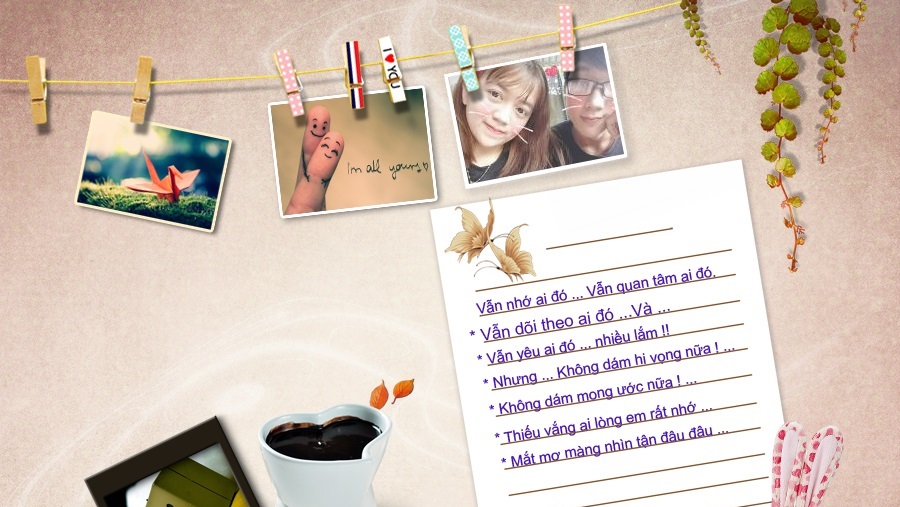 I ♥ YOU
I'm all yours
Vẫn nhớ ai đó ... Vẫn quan tâm ai đó.
* Vẫn dõi theo ai đó ...Và ...
* Vẫn yêu ai đó ... nhiều lắm !!
* Nhưng ... Không dám hi vọng nữa ! ...
* Không dám mong ước nữa ! ...
* Thiếu vắng ai lòng em rất nhớ ...
* Mắt mơ màng nhìn tận đâu đâu ...